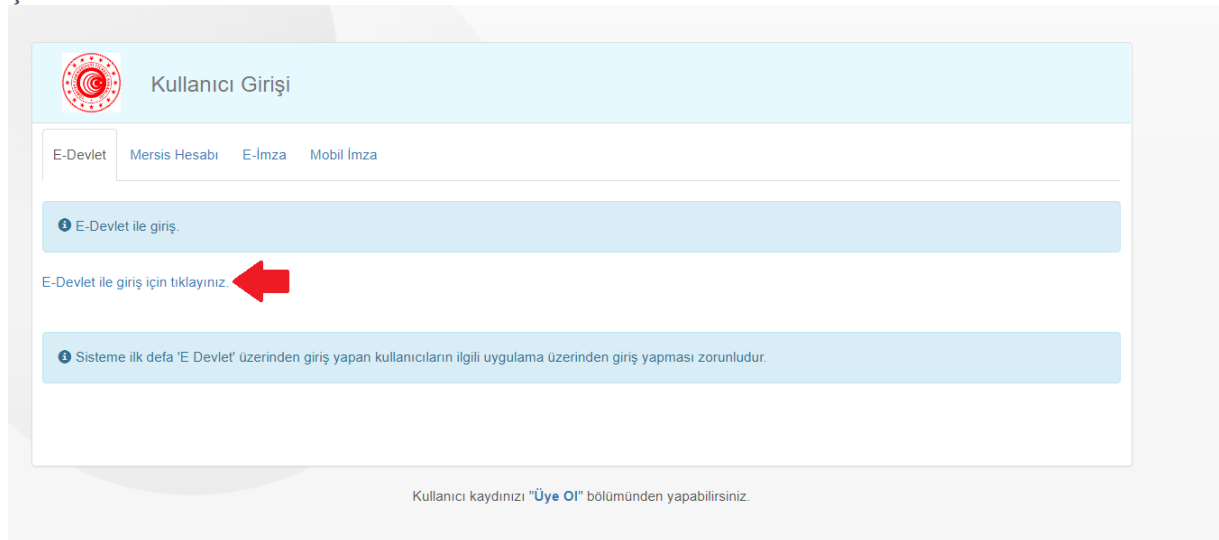 Kullanıcı Girişi
E-Devlet Mersis Hesabı E-İmza Mobil İmza
E-Devlet ile giriş.
E-Devlet ile giriş için tıklayınız.
Sisteme ilk defa 'E Devlet' üzerinden giriş yapan kullanıcıların ilgili uygulama üzerinden giriş yapması zorunludur.
Kullanıcı kaydınızı "Üye Ol" bölümünden yapabilirsiniz.